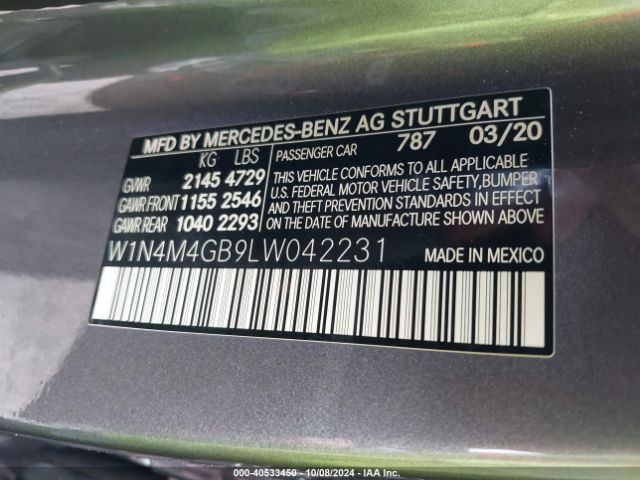 MFD BY MERCEDES-BENZ AG STUTTGART
KG LBS
GVWR 2145 4729
GAWR FRONT 1155 2546
GAWR REAR 1040 2293
PASSENGER CAR 787 03/20
THIS VEHICLE CONFORMS TO ALL APPLICABLE
U.S. FEDERAL MOTOR VEHICLE SAFETY, BUMPER
AND THEFT PREVENTION STANDARDS IN EFFECT
ON THE DATE OF MANUFACTURE SHOWN ABOVE.
W1N4M4GB9LW042231 MADE IN MEXICO
© COPY - 40533450 - 10/08/2024 - IAA Inc.